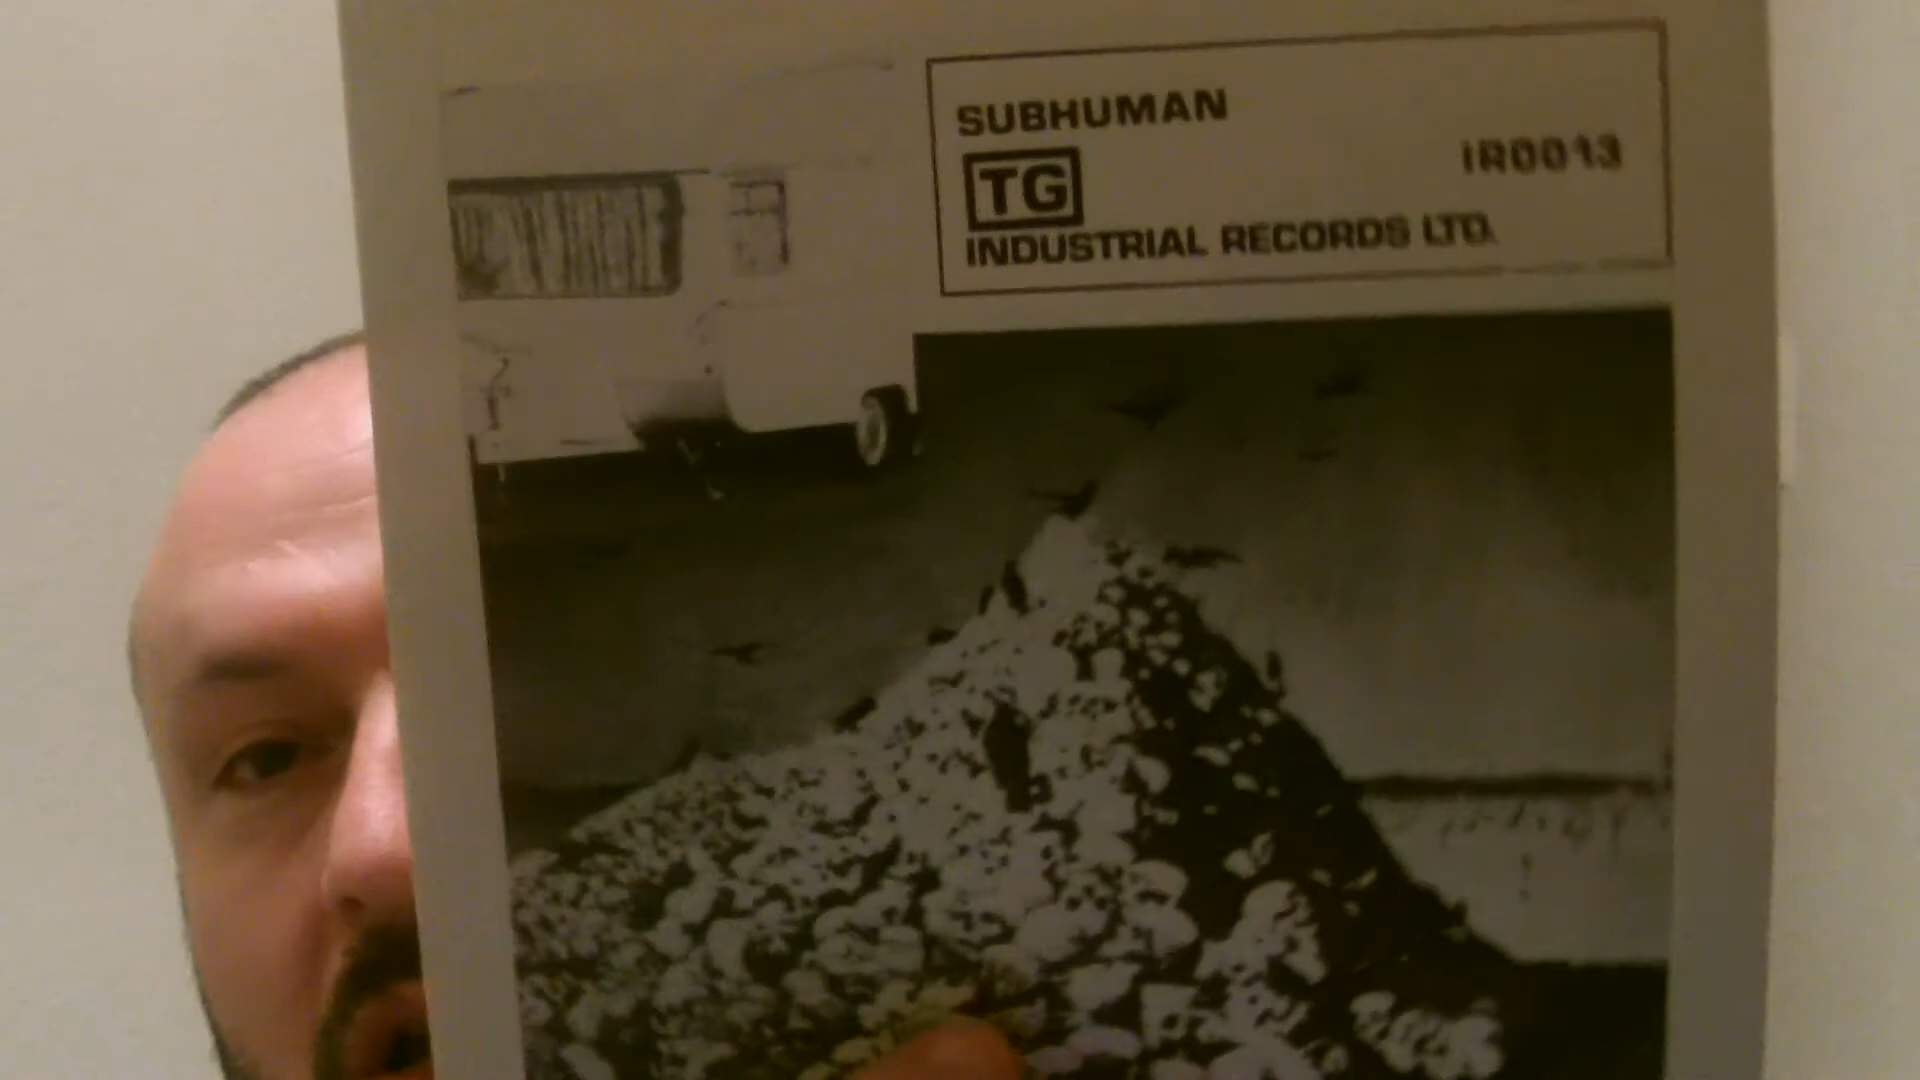 SUBHUMAN
IR0013
TG
INDUSTRIAL RECORDS LTD.